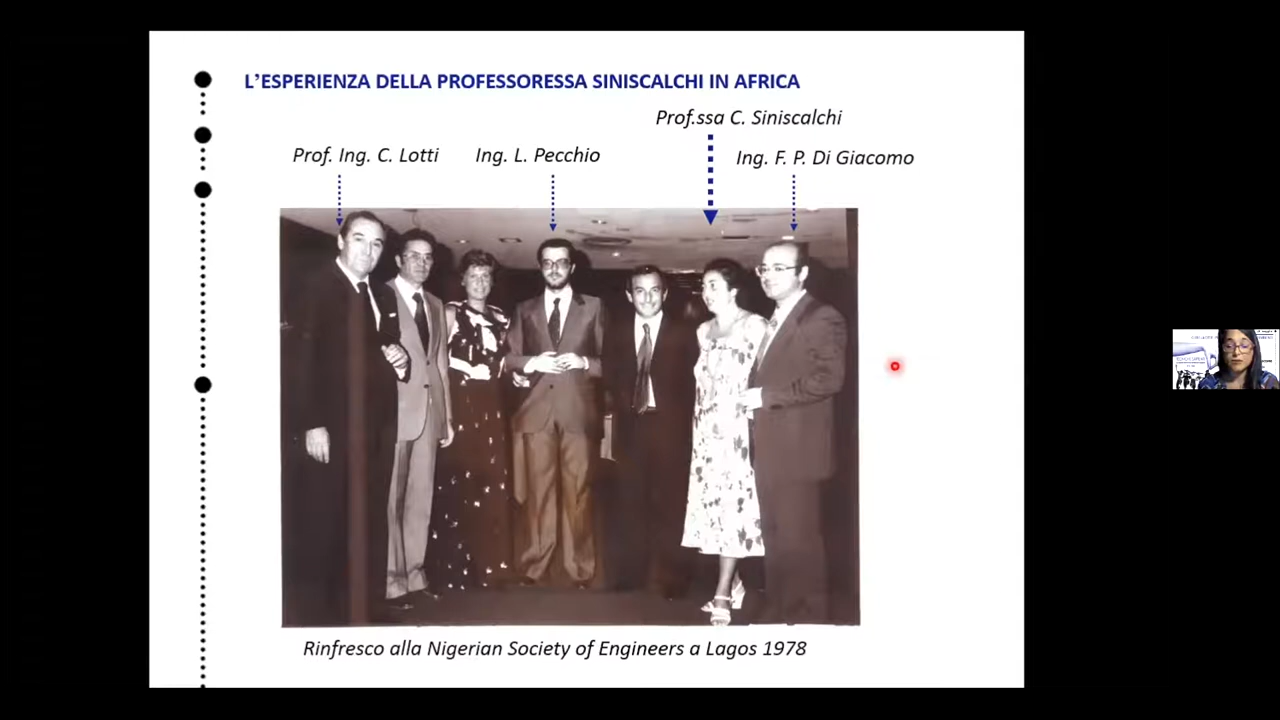 L'ESPERIENZA DELLA PROFESSORESSA SINISCALCHI IN AFRICA
Prof.ssa C. Siniscalchi
Prof. Ing. C. Lotti
Ing. L. Pecchio
Ing. F. P. Di Giacomo
Rinfresco alla Nigerian Society of Engineers a Lagos 1978